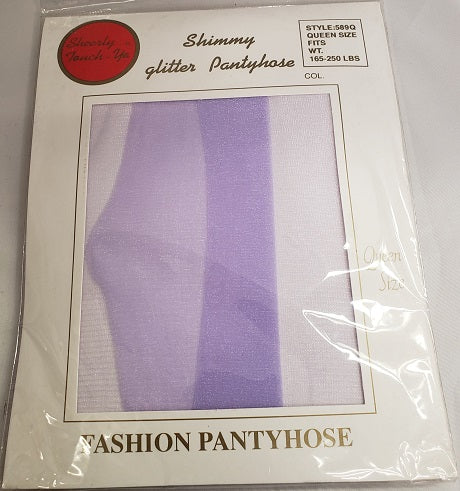 Sheerly
Touch-Ya
Shimmy
glitter Pantyhose
STYLE:589Q
QUEEN SIZE
FITS
WT.
165-250 LBS
COL.
Queen
Size
FASHION PANTYHOSE